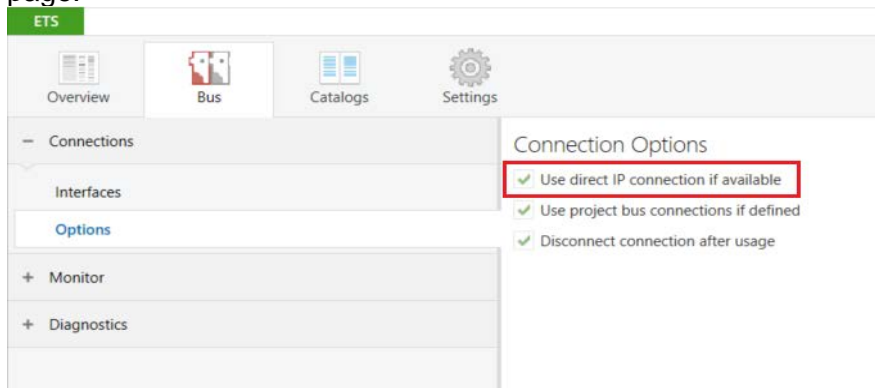 page.
ETS
Overview
Bus
Catalogs
Settings
− Connections
Interfaces
Options
+ Monitor
+ Diagnostics
Connection Options
Use direct IP connection if available
Use project bus connections if defined
Disconnect connection after usage